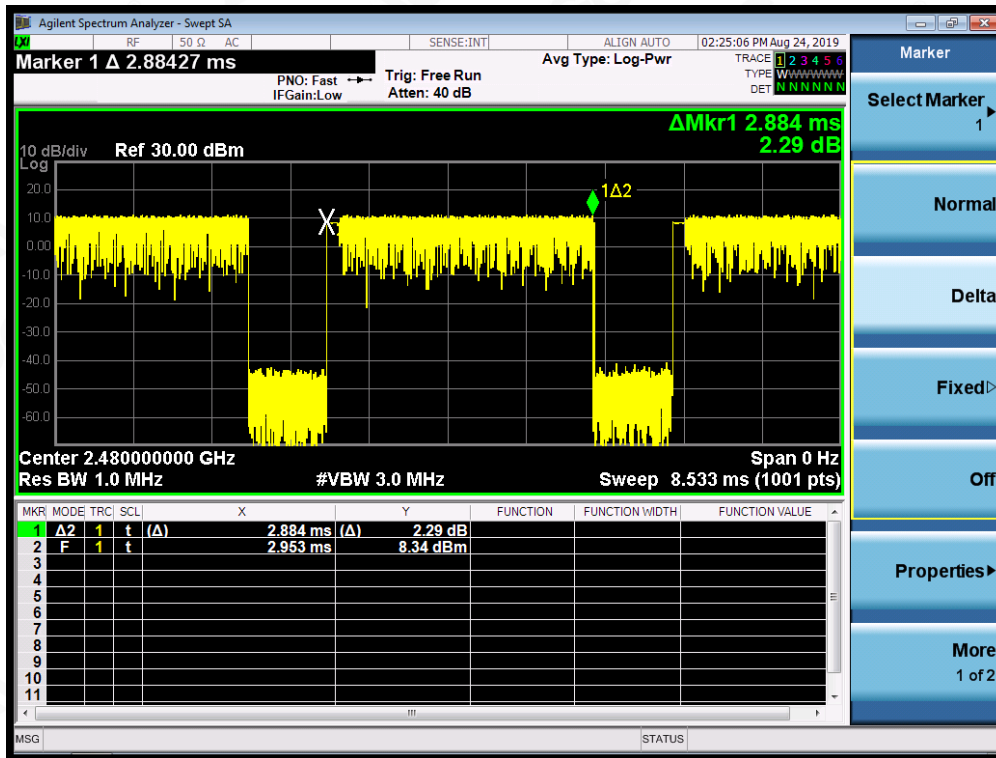 Agilent Spectrum Analyzer - Swept SA
LXI RF 50 Ω AC SENSE:INT ALIGN AUTO 02:25:06 PM Aug 24, 2019
Marker 1 Δ 2.88427 ms
PNO: Fast
IFGain:Low
Trig: Free Run
Atten: 40 dB
Avg Type: Log-Pwr
TRACE 1 2 3 4 5 6
TYPE WWWWWWW
DET N N N N N N
ΔMkr1 2.884 ms
2.29 dB
10 dB/div Ref 30.00 dBm
Log
20.0
10.0
0.00
-10.0
-20.0
-30.0
-40.0
-50.0
-60.0
X
1Δ2
Center 2.480000000 GHz Span 0 Hz
Res BW 1.0 MHz #VBW 3.0 MHz Sweep 8.533 ms (1001 pts)
MKR MODE TRC SCL X Y FUNCTION FUNCTION WIDTH FUNCTION VALUE
1 Δ2 1 t (Δ) 2.884 ms (Δ) 2.29 dB
2 F 1 t 2.953 ms 8.34 dBm
3
4
5
6
7
8
9
10
11
MSG STATUS
Marker
Select Marker
1
Normal
Delta
Fixed
Off
Properties
More
1 of 2